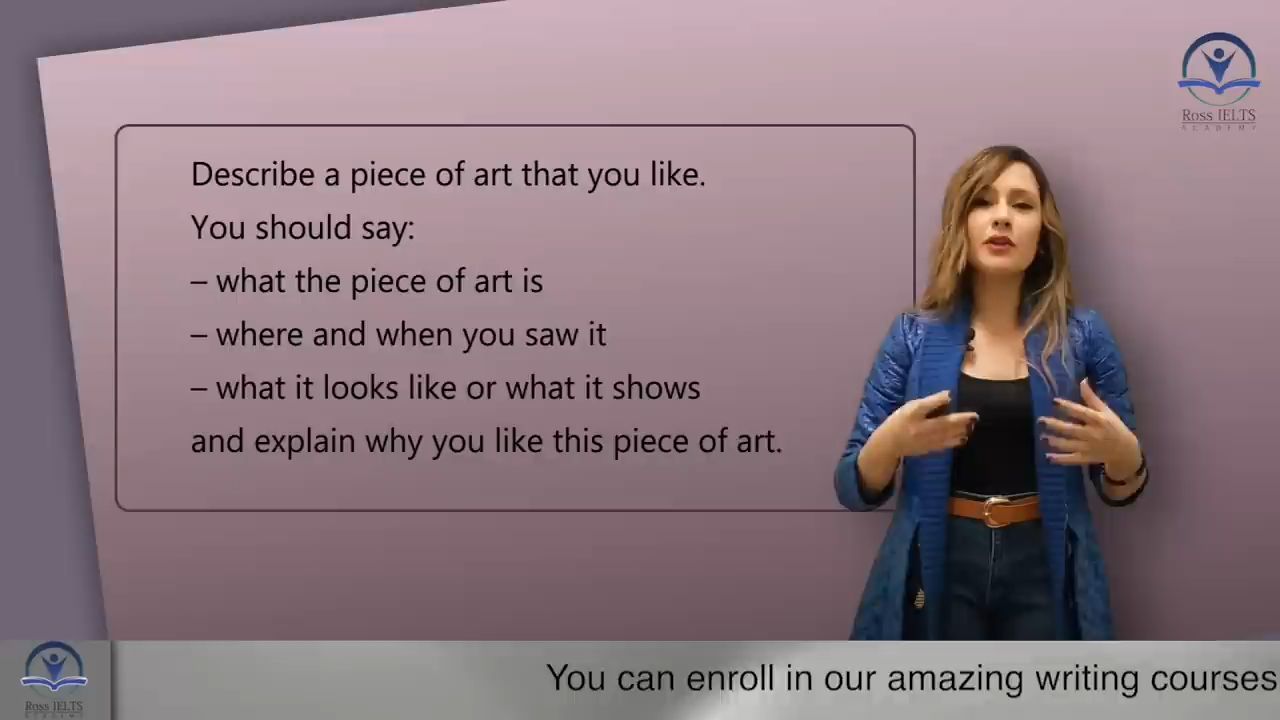 Ross IELTS
ACADEMY
Describe a piece of art that you like.
You should say:
– what the piece of art is
– where and when you saw it
– what it looks like or what it shows
and explain why you like this piece of art.
You can enroll in our amazing writing courses
Ross IELTS
ACADEMY